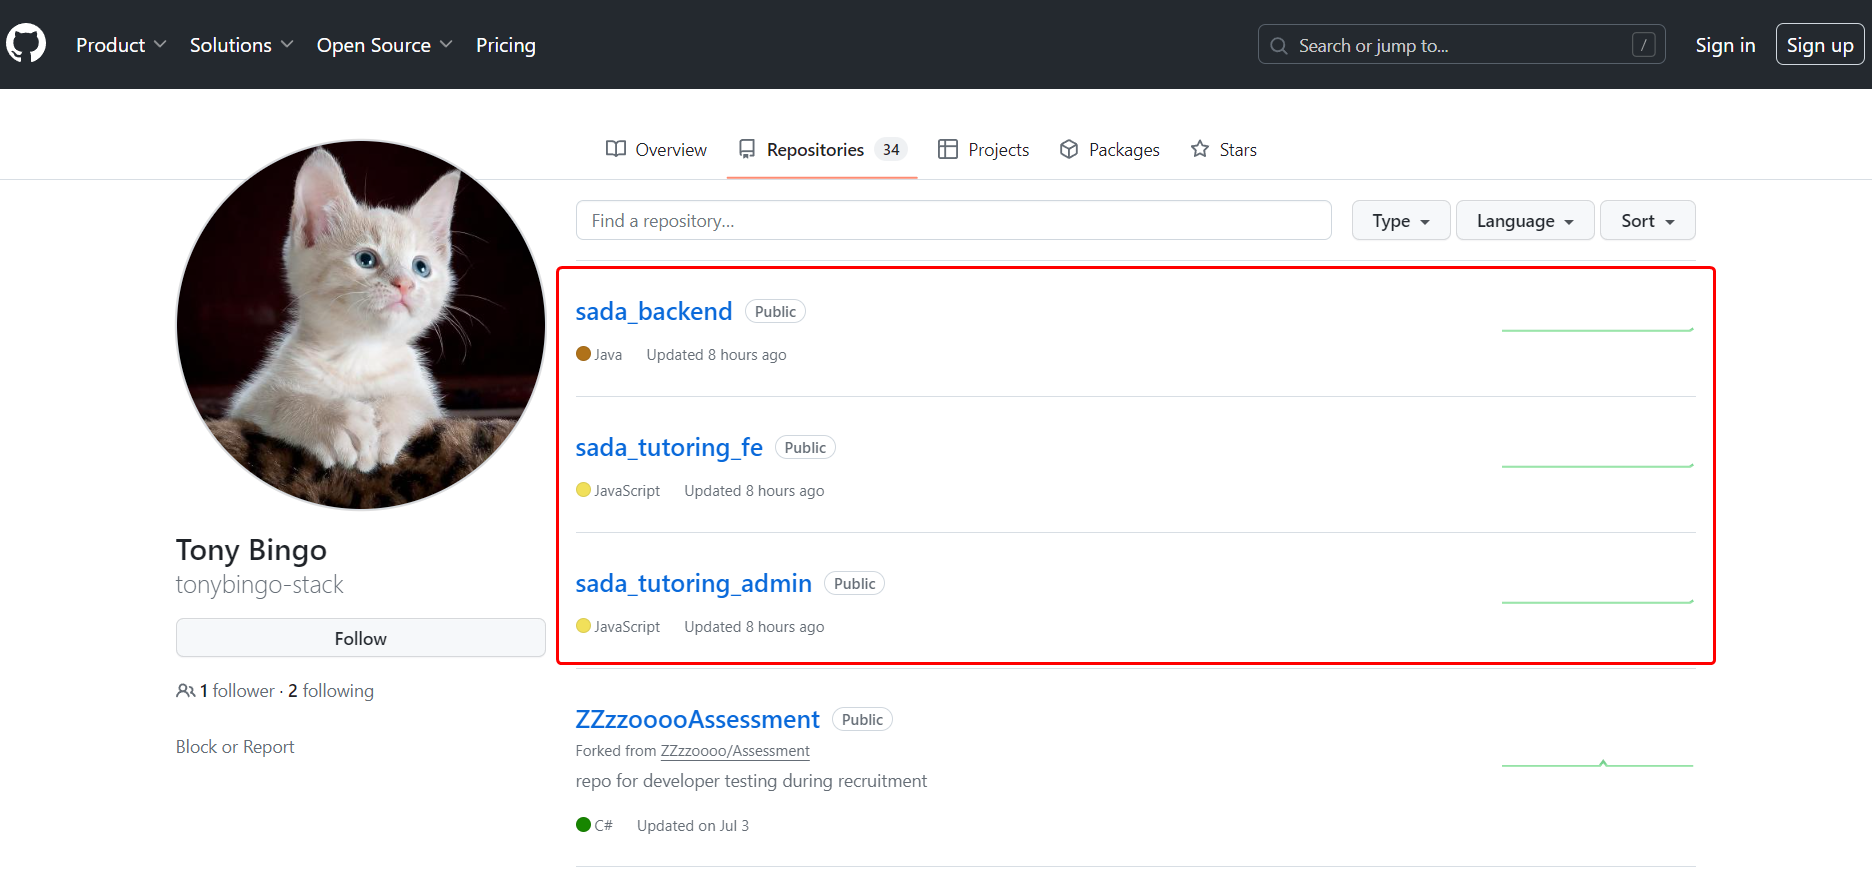 Product Solutions Open Source Pricing Search or jump to... / Sign in Sign up
Overview Repositories 34 Projects Packages Stars
Find a repository... Type Language Sort
sada_backend Public
Java Updated 8 hours ago
sada_tutoring_fe Public
JavaScript Updated 8 hours ago
Tony Bingo
tonybingo-stack
sada_tutoring_admin Public
JavaScript Updated 8 hours ago
Follow
1 follower · 2 following
Block or Report
ZZzzooooAssessment Public
Forked from ZZzzoooo/Assessment
repo for developer testing during recruitment
C# Updated on Jul 3